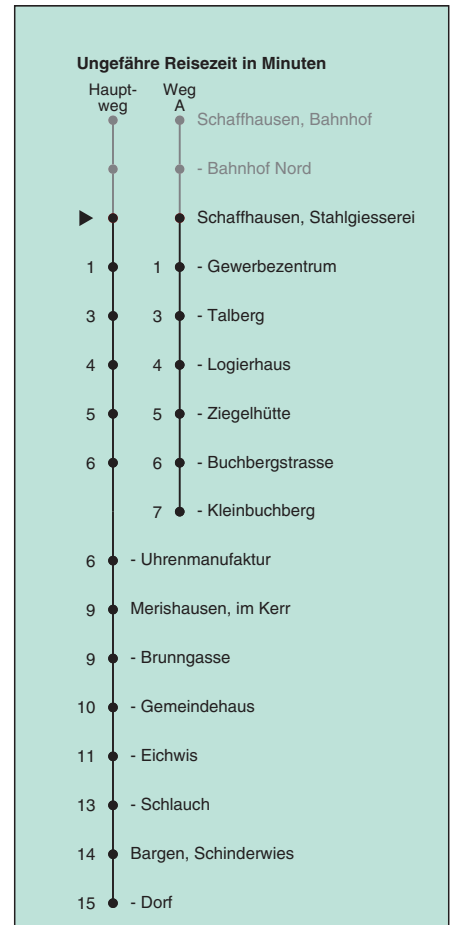 Ungefähre Reisezeit in Minuten
Haupt- Weg
weg A
Schaffhausen, Bahnhof
- Bahnhof Nord
Schaffhausen, Stahlgiesserei
1 1 - Gewerbezentrum
3 3 - Talberg
4 4 - Logierhaus
5 5 - Ziegelhütte
6 6 - Buchbergstrasse
7 - Kleinbuchberg
6 - Uhrenmanufaktur
9 Merishausen, im Kerr
9 - Brunngasse
10 - Gemeindehaus
11 - Eichwis
13 - Schlauch
14 Bargen, Schinderwies
15 - Dorf